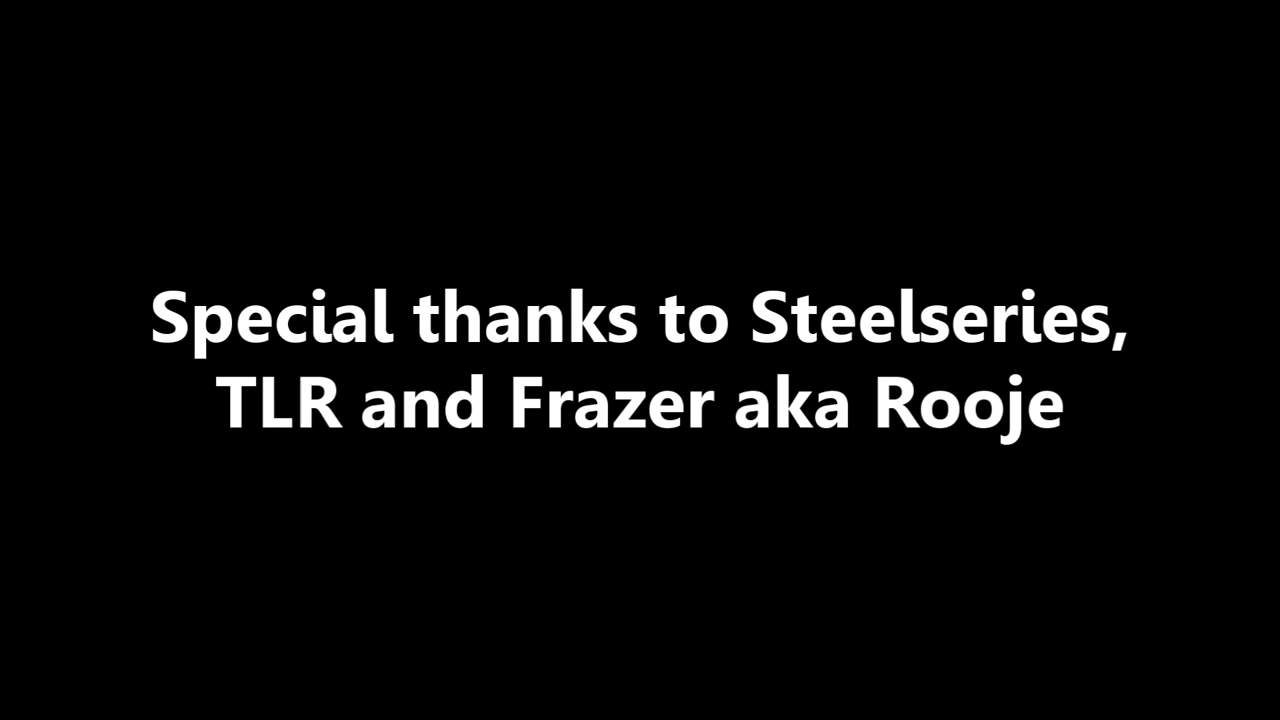 Special thanks to Steelseries,
TLR and Frazer aka Rooje